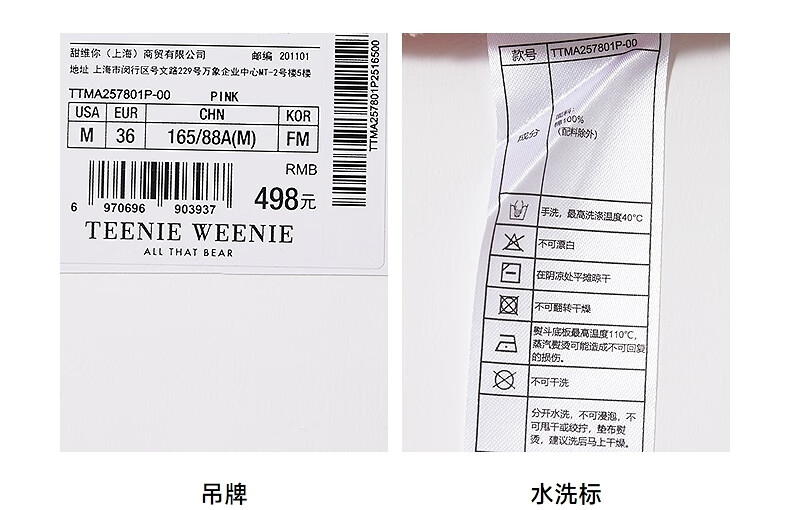 甜维你（上海）商贸有限公司 邮编 201101
地址 上海市闵行区号文路229号万象企业中心MT-2号楼5楼
TTMA257801P-00 PINK
USA EUR CHN KOR
M 36 165/88A(M) FM
RMB
498元
6 970696 903937
TEENIE WEENIE
ALL THAT BEAR
TTMA257801P2516500
款号 TTMA257801P-00
成分
100%
（配料除外）
手洗，最高洗涤温度40°C
不可漂白
在阴凉处平摊晾干
不可翻转干燥
熨斗底板最高温度110°C，
蒸汽熨烫可能造成不可回复
的损伤。
不可干洗
分开水洗，不可浸泡，不
可甩干或绞拧，垫布熨
烫，建议洗后马上干燥。
吊牌
水洗标